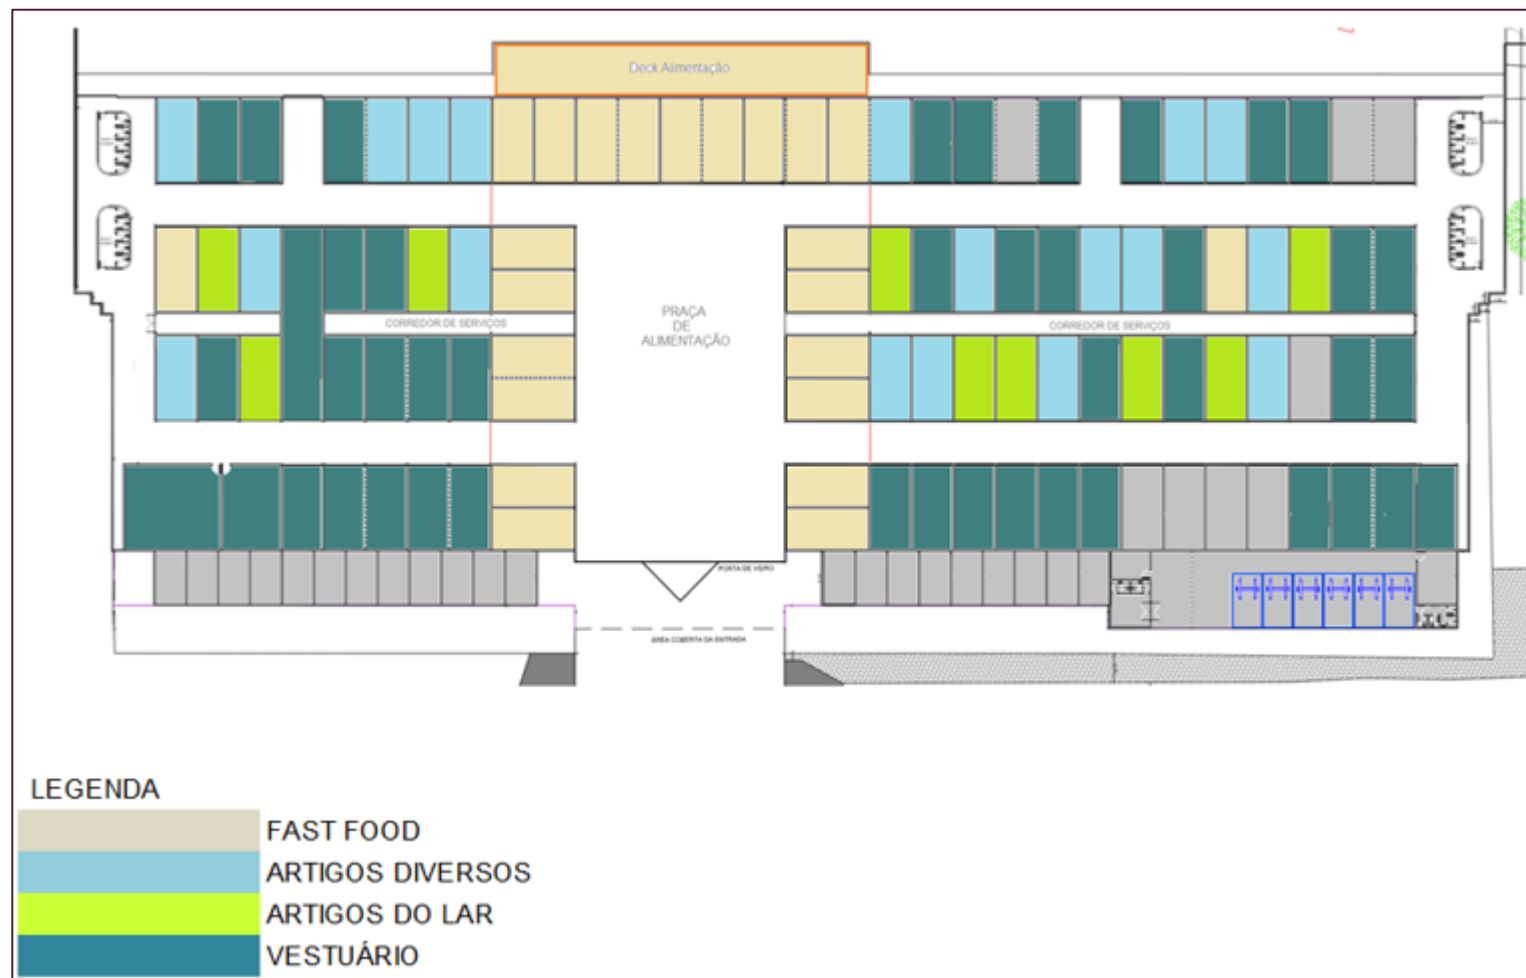 Deck Alimentação
PRAÇA
DE
ALIMENTAÇÃO
CORREDOR DE SERVIÇOS
CORREDOR DE SERVIÇOS
PORTA DE VIDRO
ÁREA COBERTA DA ENTRADA
LEGENDA
FAST FOOD
ARTIGOS DIVERSOS
ARTIGOS DO LAR
VESTUÁRIO